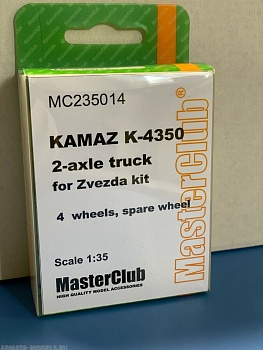 MC235014
KAMAZ K-4350
2-axle truck
for Zvezda kit
4 wheels, spare wheel
Scale 1:35
MasterClub
HIGH QUALITY MODEL ACCESSORIES
MasterClub®